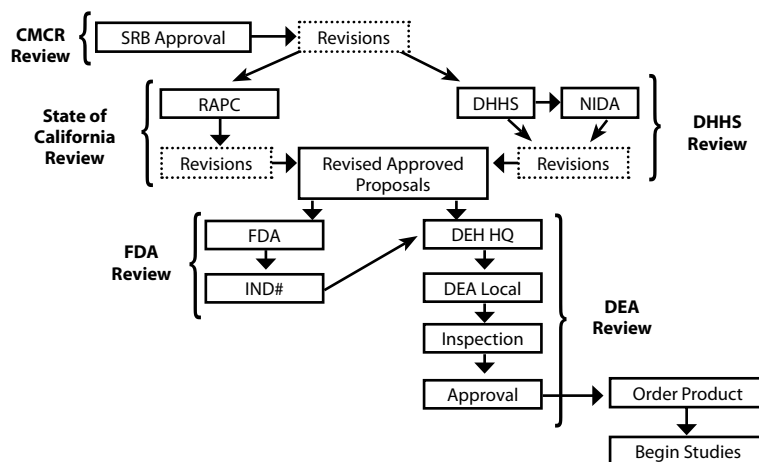 CMCR
Review
SRB Approval
Revisions
State of
California
Review
RAPC
DHHS
NIDA
DHHS
Review
Revisions
Revised Approved
Proposals
Revisions
FDA
Review
FDA
DEH HQ
IND#
DEA Local
DEA
Review
Inspection
Approval
Order Product
Begin Studies